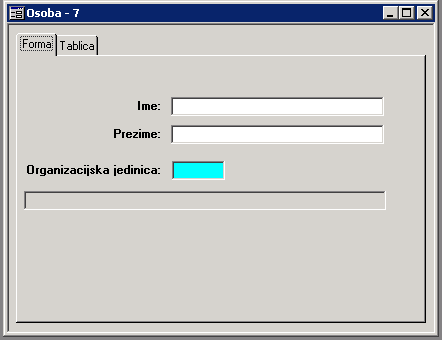 Osoba - 7
Forma Tablica
Ime:
Prezime:
Organizacijska jedinica: